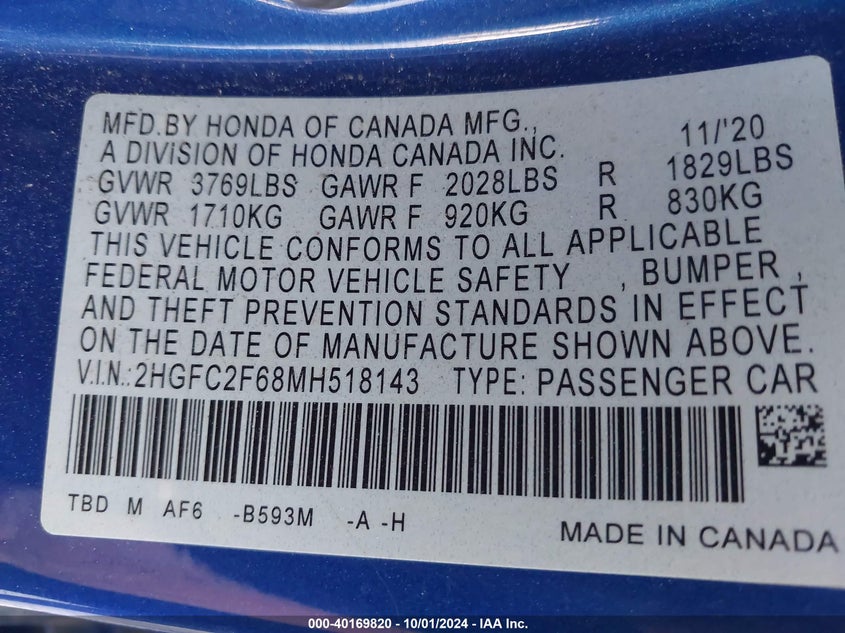 MFD.BY HONDA OF CANADA MFG., 11/'20
A DIVISION OF HONDA CANADA INC.
GVWR 3769LBS GAWR F 2028LBS R 1829LBS
GVWR 1710KG GAWR F 920KG R 830KG
THIS VEHICLE CONFORMS TO ALL APPLICABLE
FEDERAL MOTOR VEHICLE SAFETY , BUMPER ,
AND THEFT PREVENTION STANDARDS IN EFFECT
ON THE DATE OF MANUFACTURE SHOWN ABOVE.
V.I.N.:2HGFC2F68MH518143 TYPE: PASSENGER CAR
TBD M AF6 -B593M -A -H
MADE IN CANADA
000-40169820 - 10/01/2024 - IAA Inc.